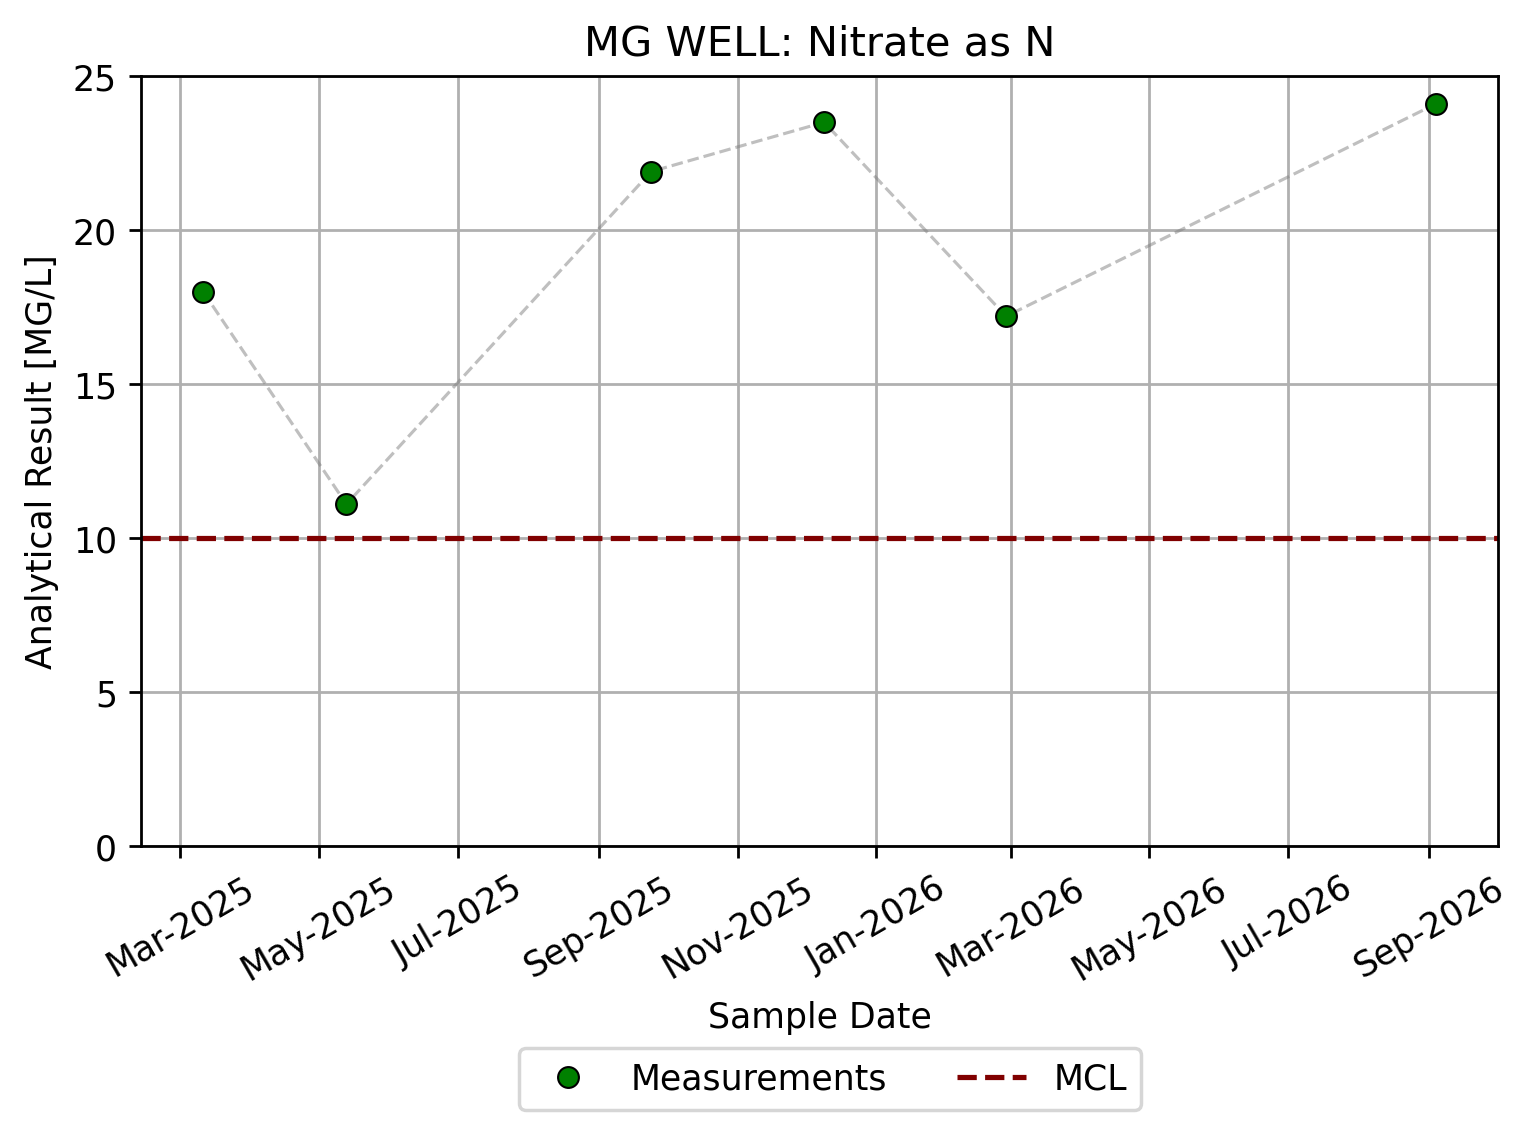 MG WELL: Nitrate as N
25
20
15
10
5
0
Analytical Result [MG/L]
Mar-2025
May-2025
Jul-2025
Sep-2025
Nov-2025
Jan-2026
Mar-2026
May-2026
Jul-2026
Sep-2026
Sample Date
Measurements
MCL